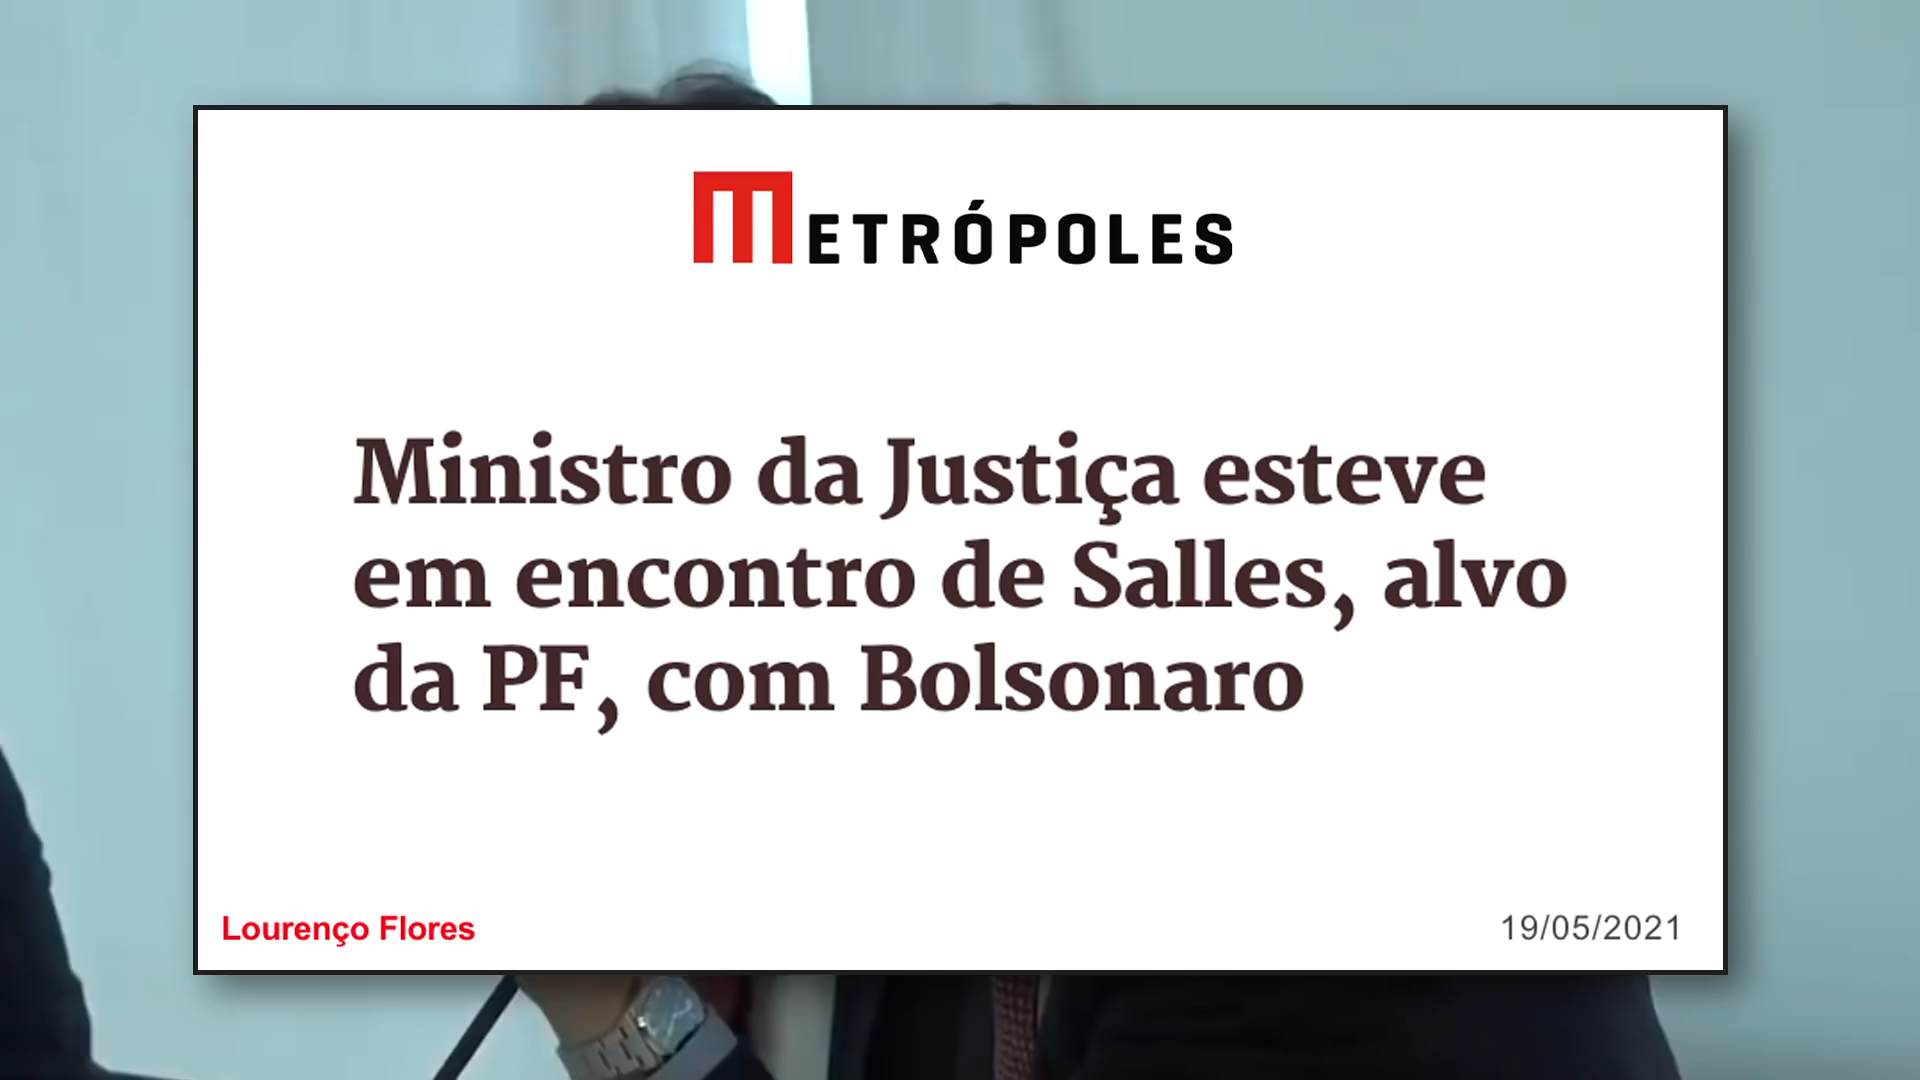 METRÓPOLES
Ministro da Justiça esteve
em encontro de Salles, alvo
da PF, com Bolsonaro
Lourenço Flores
19/05/2021